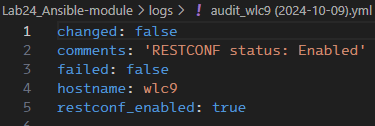 Lab24_Ansible-module > logs > ! audit_wlc9 (2024-10-09).yml
1 changed: false
2 comments: 'RESTCONF status: Enabled'
3 failed: false
4 hostname: wlc9
5 restconf_enabled: true
6